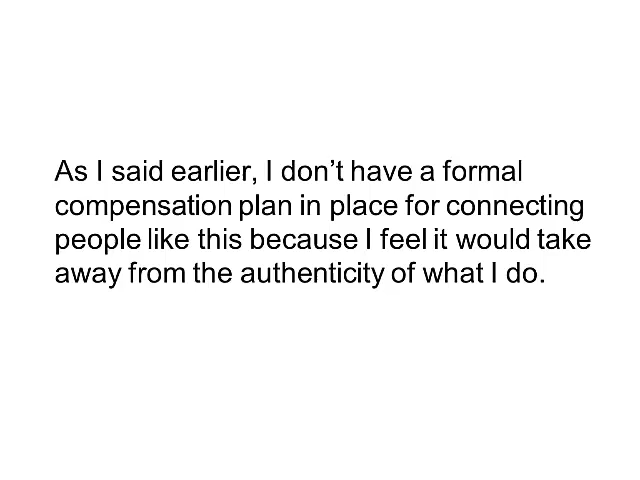 As I said earlier, I don’t have a formal
compensation plan in place for connecting
people like this because I feel it would take
away from the authenticity of what I do.